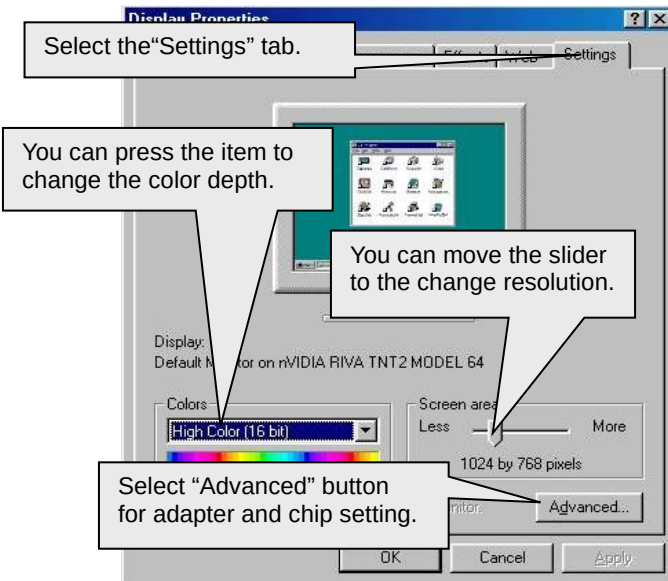 Display Properties
Select the“Settings” tab.
Effects Web Settings
You can press the item to
change the color depth.
You can move the slider
to the change resolution.
Display:
Default on nVIDIA RIVA TNT2 MODEL 64
Colors
High Color (16 bit)
Screen area
Less More
1024 by 768 pixels
Select “Advanced” button
for adapter and chip setting.
Advanced...
OK Cancel Apply